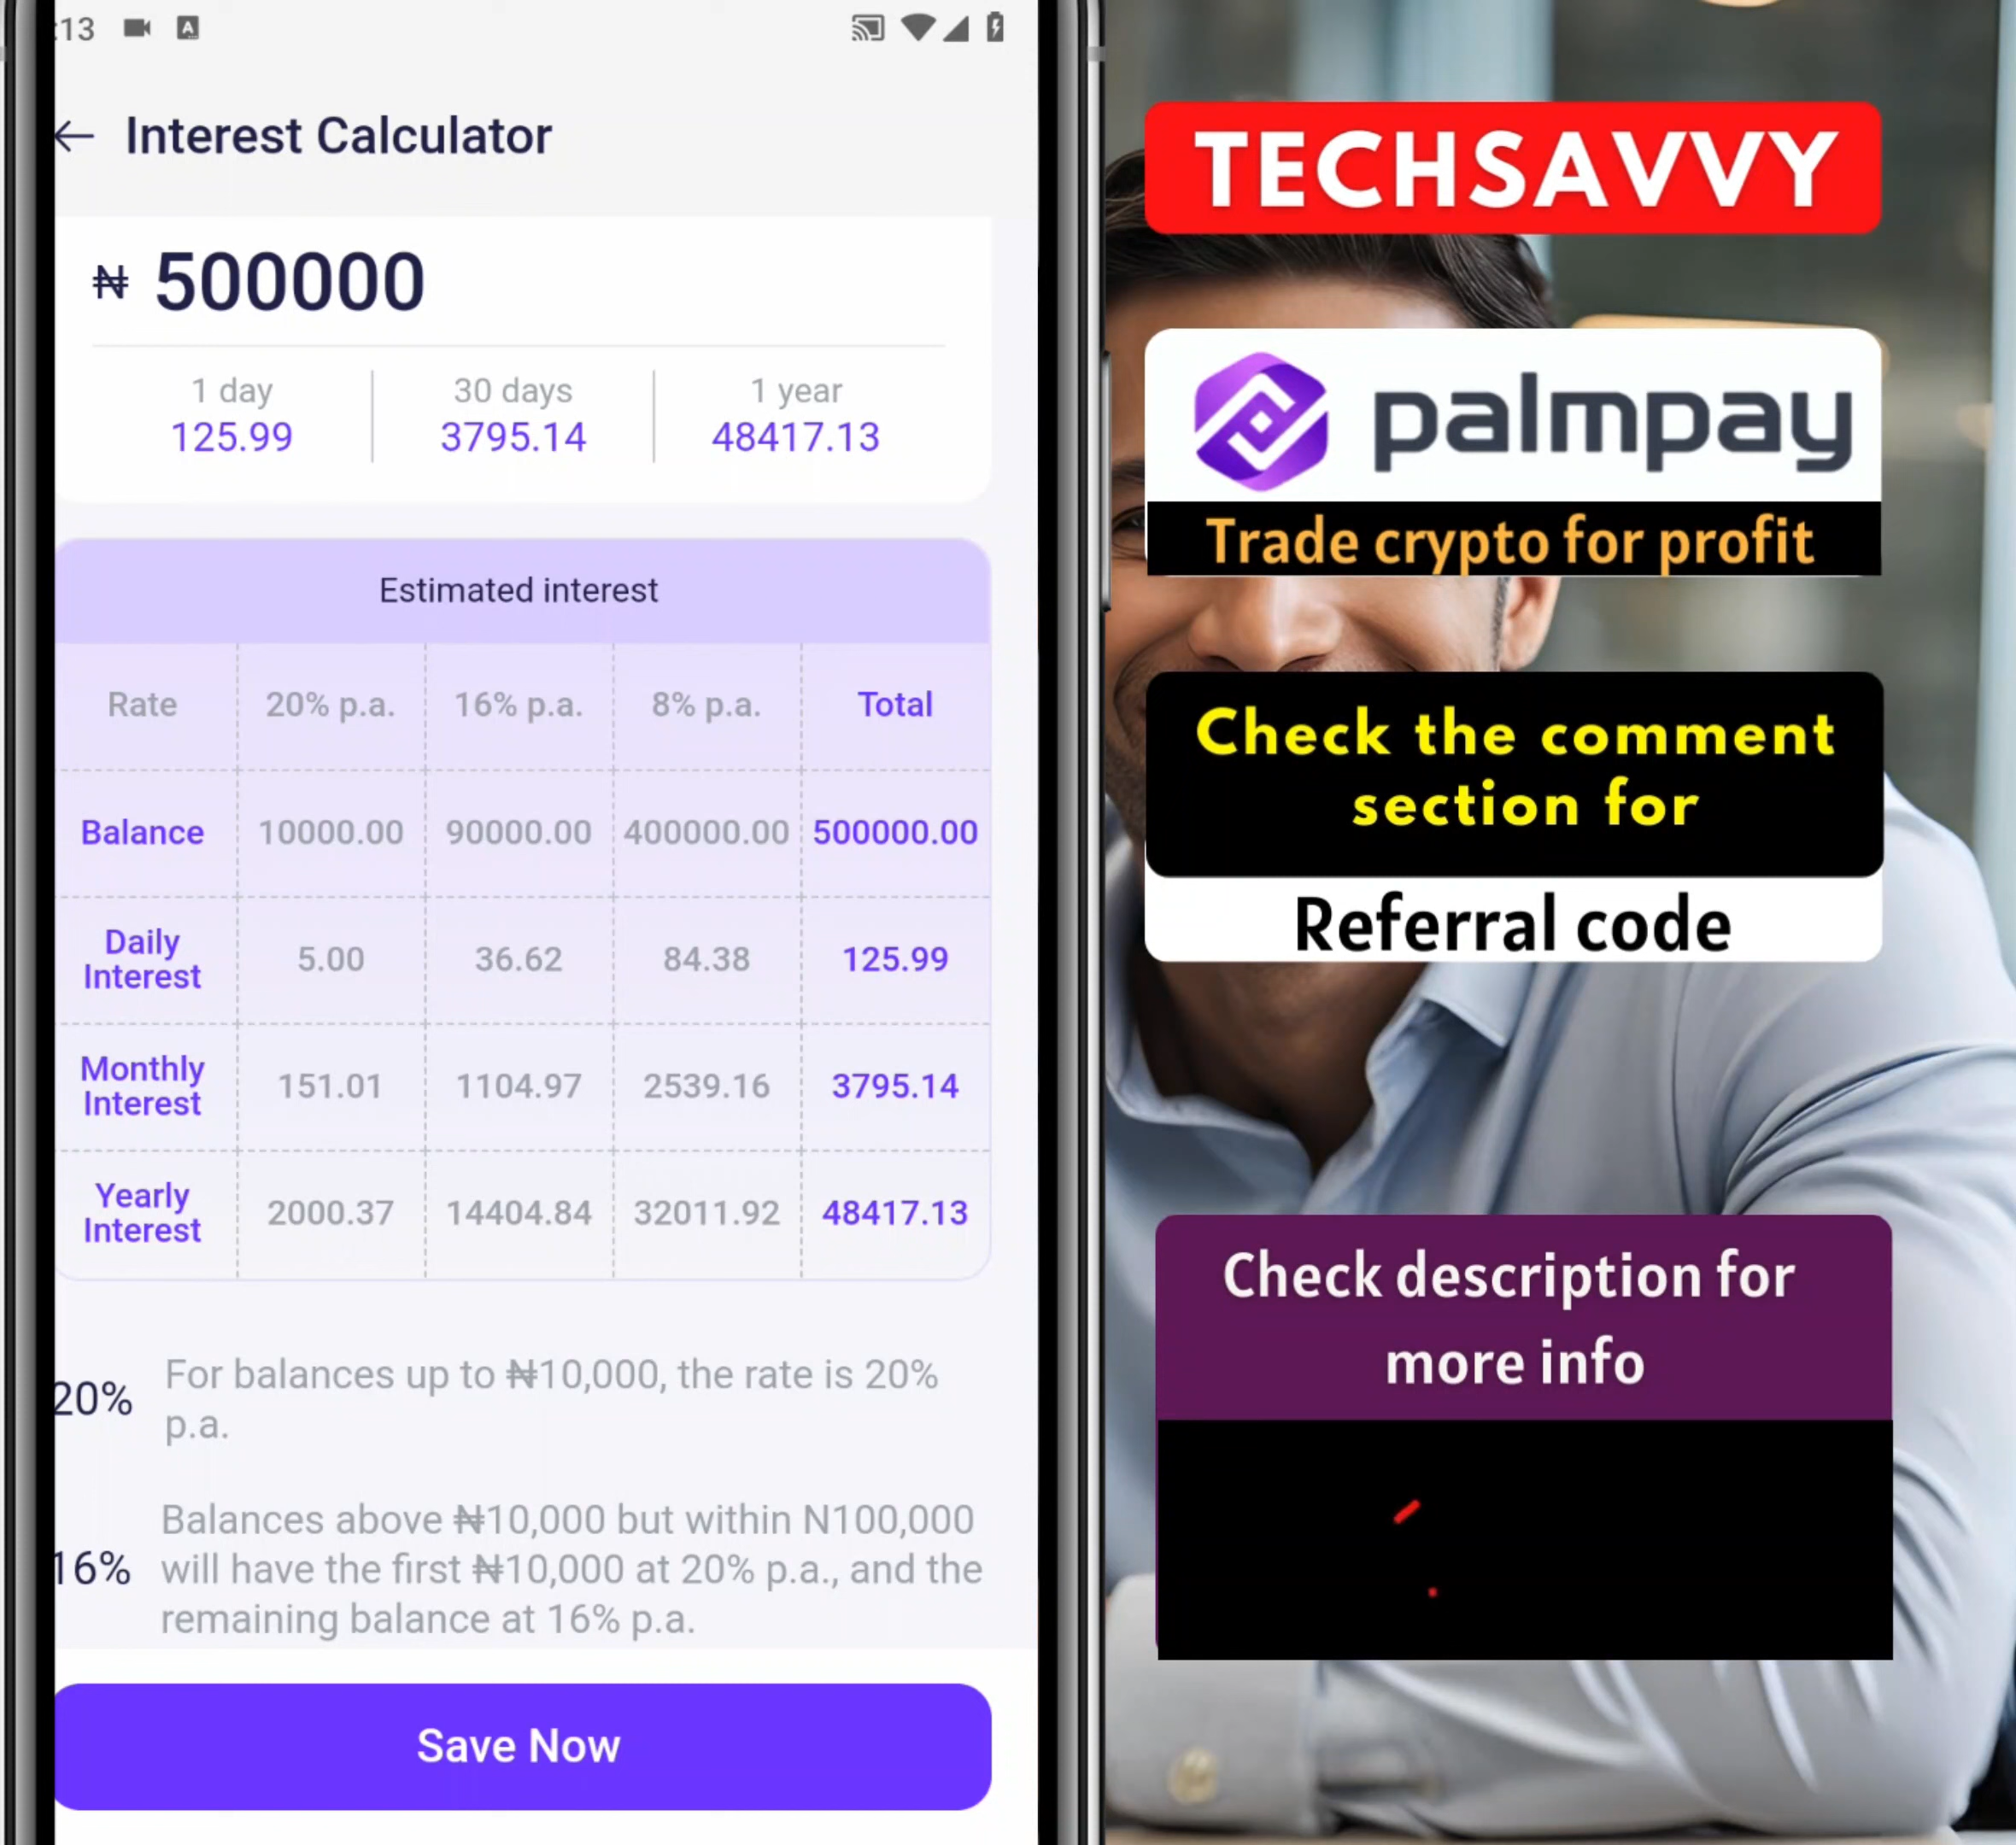 :13
Interest Calculator
₦ 500000
1 day 30 days 1 year
125.99 3795.14 48417.13
Estimated interest
Rate 20% p.a. 16% p.a. 8% p.a. Total
Balance 10000.00 90000.00 400000.00 500000.00
Daily Interest 5.00 36.62 84.38 125.99
Monthly Interest 151.01 1104.97 2539.16 3795.14
Yearly Interest 2000.37 14404.84 32011.92 48417.13
20% For balances up to ₦10,000, the rate is 20%
p.a.
16% Balances above ₦10,000 but within N100,000
will have the first ₦10,000 at 20% p.a., and the
remaining balance at 16% p.a.
Save Now
TECHSAVVY
palmpay
Trade crypto for profit
Check the comment
section for
Referral code
Check description for
more info